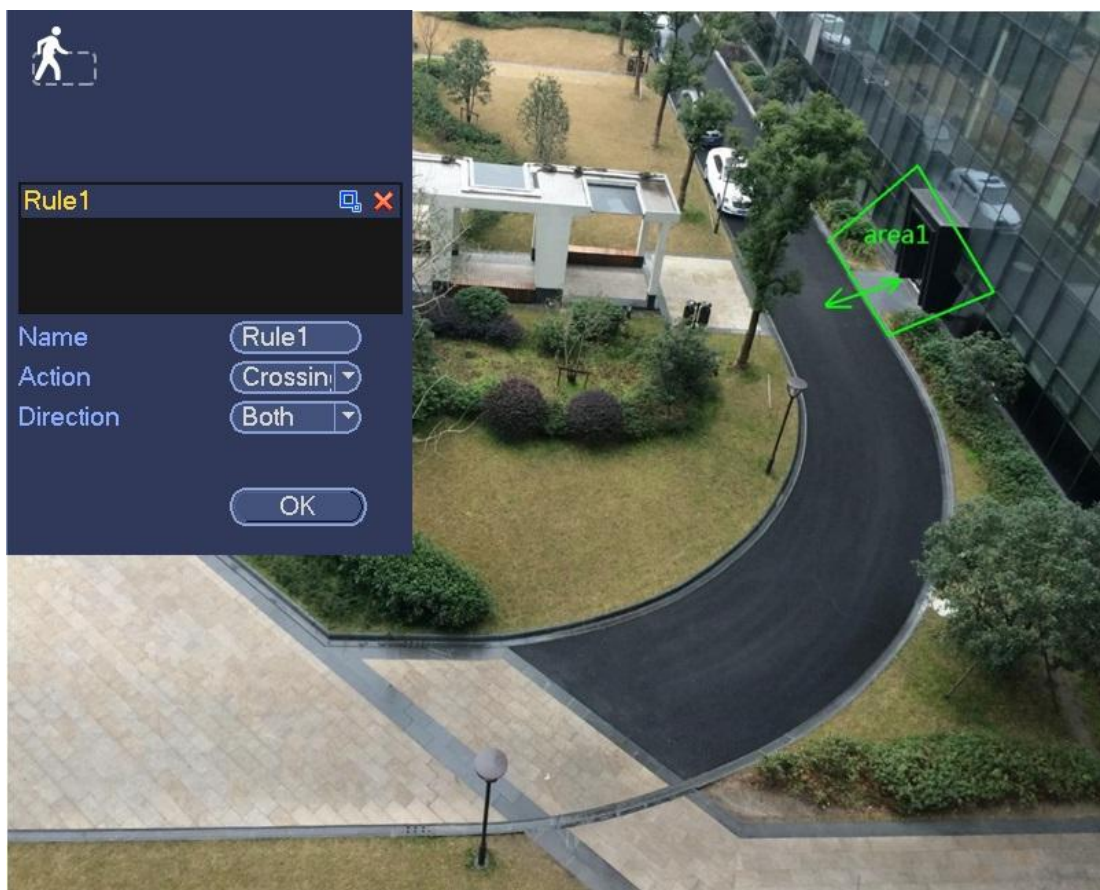 Rule1
Name Rule1
Action Crossin
Direction Both
OK
area1